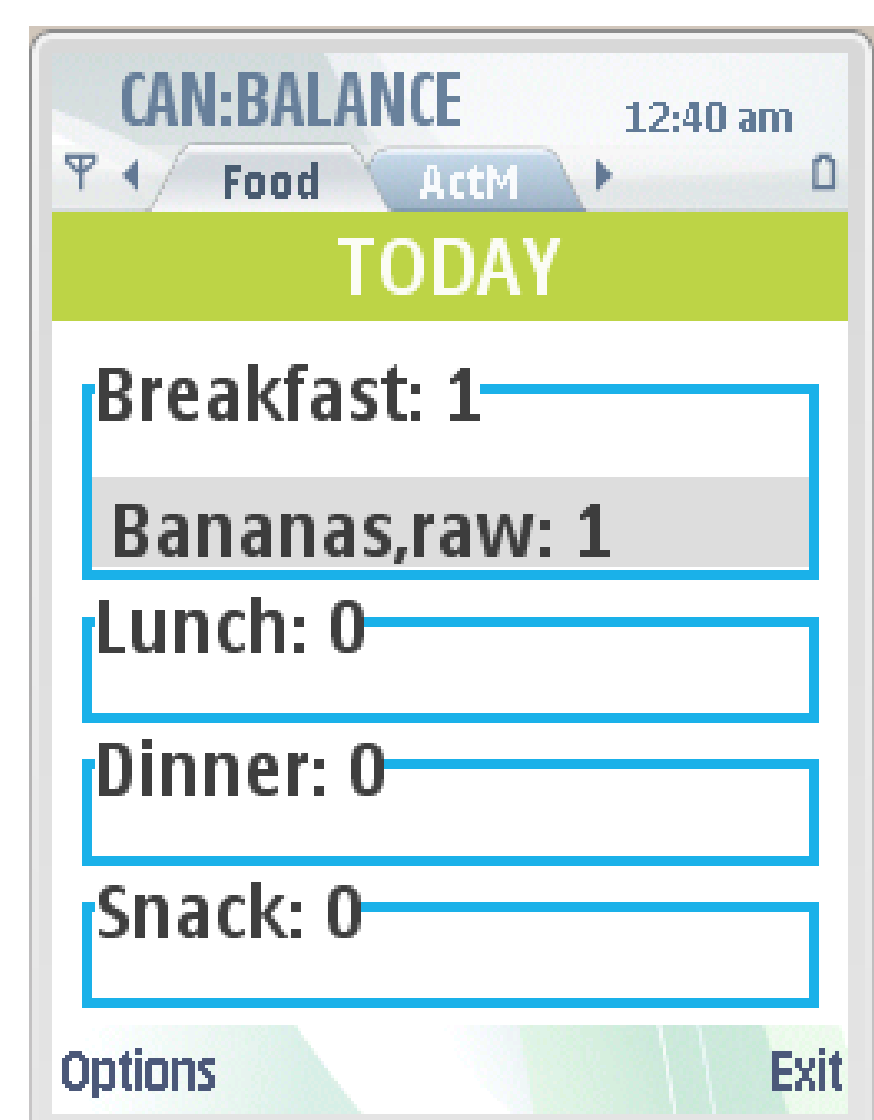 CAN:BALANCE
12:40 am
Food ActM
TODAY
Breakfast: 1
Bananas,raw: 1
Lunch: 0
Dinner: 0
Snack: 0
Options Exit